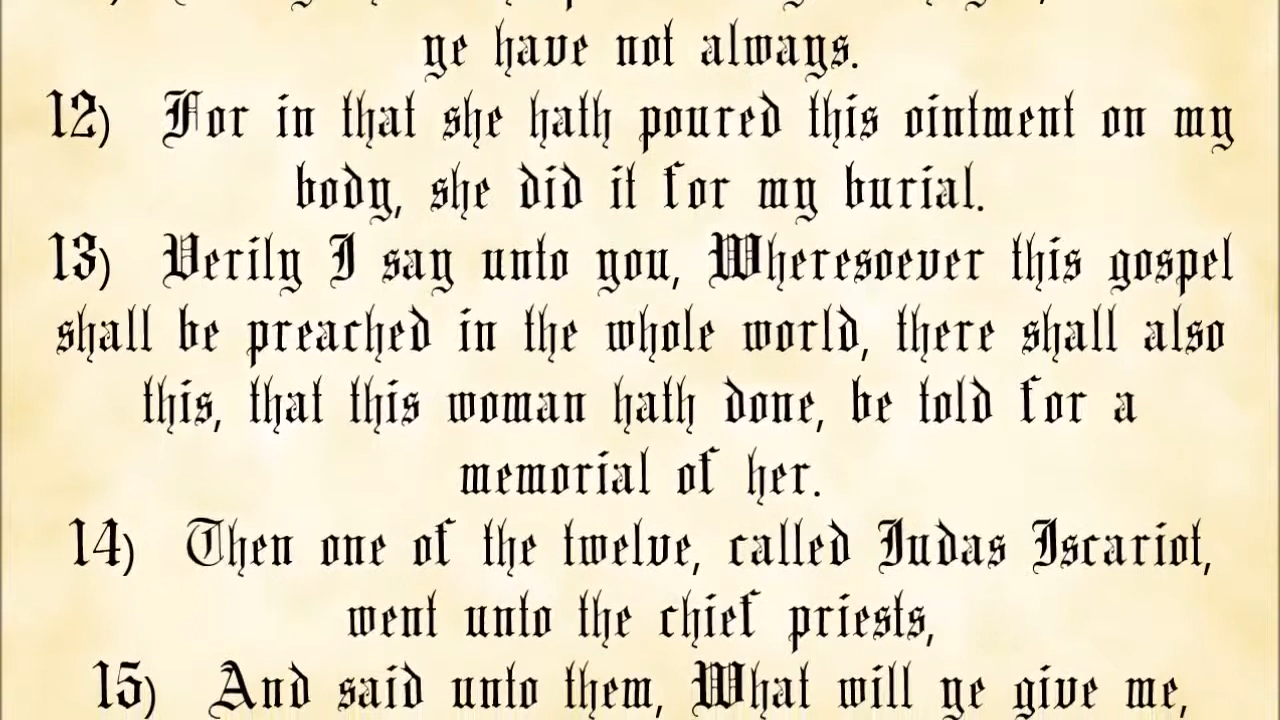 ye have not always.
12) For in that she hath poured this ointment on my
body, she did it for my burial.
13) Verily I say unto you, Wheresoever this gospel
shall be preached in the whole world, there shall also
this, that this woman hath done, be told for a
memorial of her.
14) Then one of the twelve, called Judas Iscariot,
went unto the chief priests,
15) And said unto them, What will ye give me,